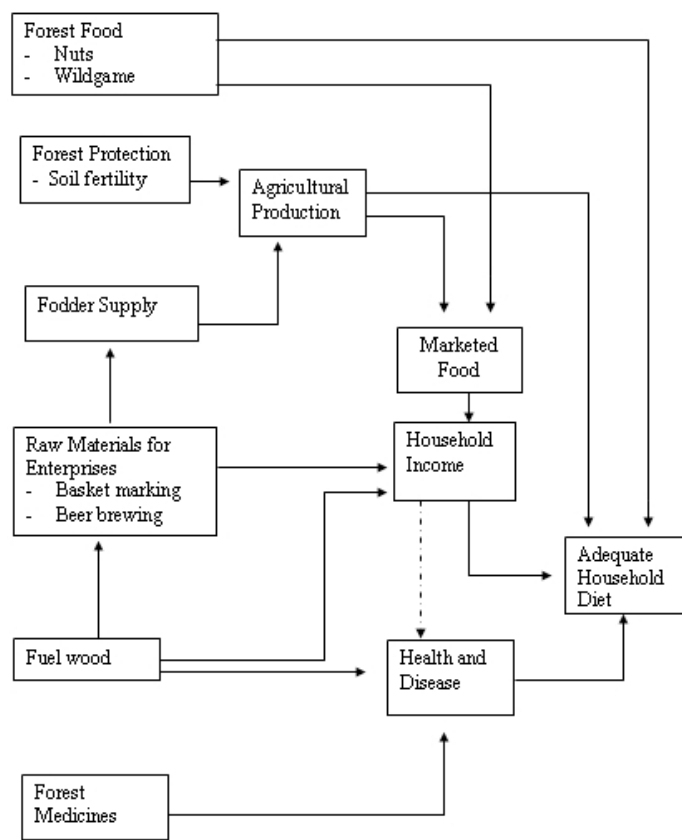 Forest Food
- Nuts
- Wildgame
Forest Protection
- Soil fertility
Agricultural
Production
Fodder Supply
Marketed
Food
Raw Materials for
Enterprises
- Basket marking
- Beer brewing
Household
Income
Adequate
Household
Diet
Fuel wood
Health and
Disease
Forest
Medicines